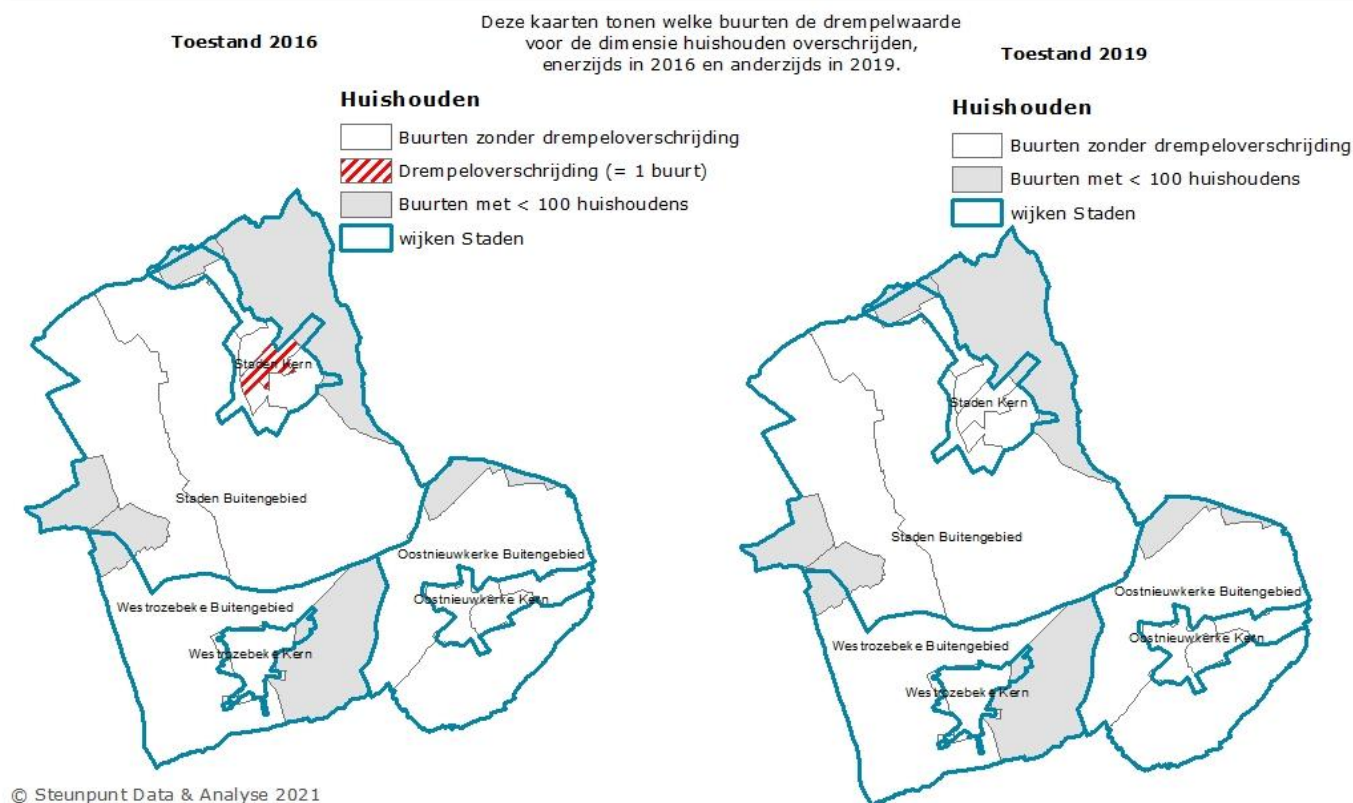 Toestand 2016
Deze kaarten tonen welke buurten de drempelwaarde
voor de dimensie huishouden overschrijden,
enerzijds in 2016 en anderzijds in 2019.
Toestand 2019
Huishouden
Buurten zonder drempeloverschrijding
Drempeloverschrijding (= 1 buurt)
Buurten met < 100 huishoudens
wijken Staden
Huishouden
Buurten zonder drempeloverschrijding
Buurten met < 100 huishoudens
wijken Staden
Staden Kern
Staden Buitengebied
Oostnieuwkerke Buitengebied
Oostnieuwkerke Kern
Westrozebeke Buitengebied
Westrozebeke Kern
Staden Kern
Staden Buitengebied
Oostnieuwkerke Buitengebied
Oostnieuwkerke Kern
Westrozebeke Buitengebied
Westrozebeke Kern
© Steunpunt Data & Analyse 2021